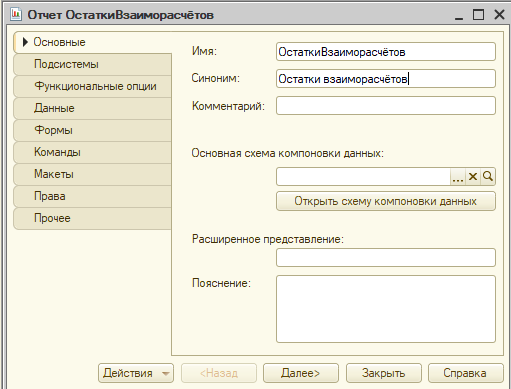 Отчет ОстаткиВзаиморасчётов
Основные
Подсистемы
Функциональные опции
Данные
Формы
Команды
Макеты
Права
Прочее
Имя:
ОстаткиВзаиморасчётов
Синоним:
Остатки взаиморасчётов
Комментарий:
Основная схема компоновки данных:
...
Открыть схему компоновки данных
Расширенное представление:
Пояснение:
Действия
<Назад
Далее>
Закрыть
Справка